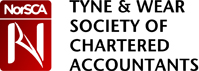 NorSCA
TYNE & WEAR
SOCIETY OF
CHARTERED
ACCOUNTANTS